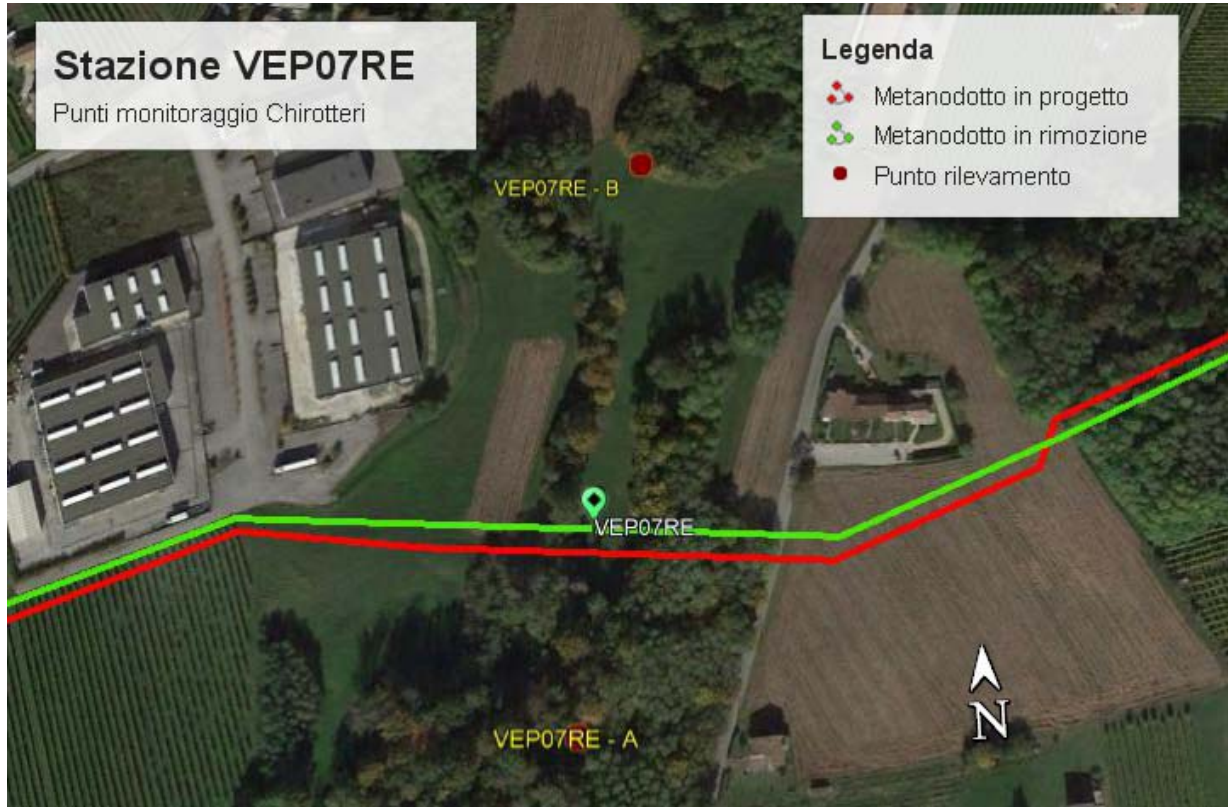 Stazione VEP07RE
Punti monitoraggio Chirotteri
Legenda
Metanodotto in progetto
Metanodotto in rimozione
Punto rilevamento
VEP07RE - B
VEP07RE
VEP07RE - A
N